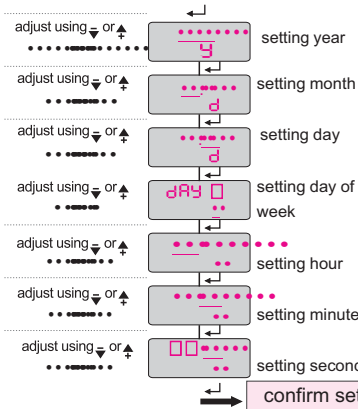 adjust using − or +
setting year
y
adjust using − or +
setting month
d
adjust using − or +
setting day
d
adjust using − or +
setting day of
week
dAY 0
adjust using − or +
setting hour
adjust using − or +
setting minute
adjust using − or +
00
setting second
confirm set